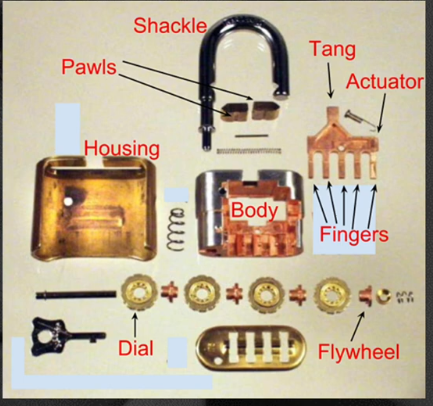 Shackle
Tang
Pawls
Actuator
Housing
Body
Fingers
Dial
Flywheel